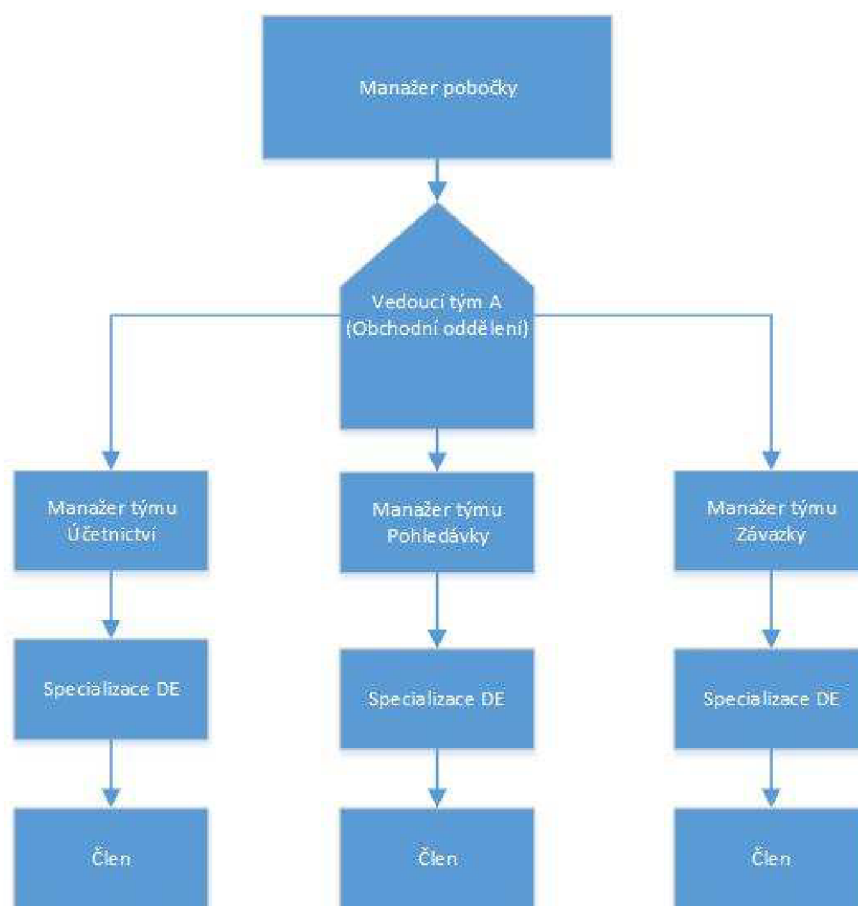 Manažer pobočky
Vedoucí tým A
(Obchodní oddělení)
Manažer týmu
Účetnictví
Manažer týmu
Pohledávky
Manažer týmu
Závazky
Specializace DE
Specializace DE
Specializace DE
Člen
Člen
Člen